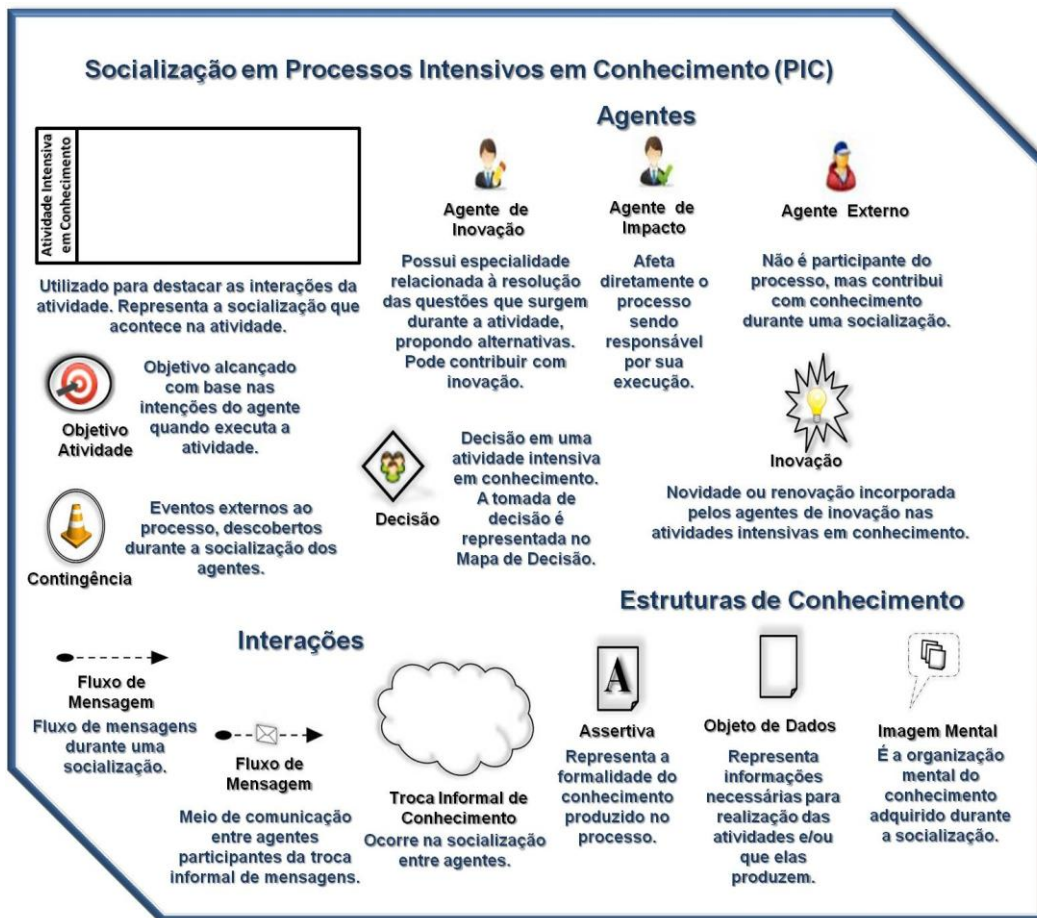 Socialização em Processos Intensivos em Conhecimento (PIC)
Atividade Intensiva
em Conhecimento
Utilizado para destacar as interações da
atividade. Representa a socialização que
acontece na atividade.
Agentes
Agente de
Inovação
Possui especialidade
relacionada à resolução
das questões que surgem
durante a atividade,
propondo alternativas.
Pode contribuir com
inovação.
Agente de
Impacto
Afeta
diretamente o
processo
sendo
responsável
por sua
execução.
Agente Externo
Não é participante do
processo, mas contribui
com conhecimento
durante uma socialização.
Objetivo
Atividade
Objetivo alcançado
com base nas
intenções do agente
quando executa a
atividade.
Decisão
Decisão em uma
atividade intensiva
em conhecimento.
A tomada de
decisão é
representada no
Mapa de Decisão.
Inovação
Novidade ou renovação incorporada
pelos agentes de inovação nas
atividades intensivas em conhecimento.
Contingência
Eventos externos ao
processo, descobertos
durante a socialização dos
agentes.
Interações
Fluxo de
Mensagem
Fluxo de mensagens
durante uma
socialização.
Fluxo de
Mensagem
Meio de comunicação
entre agentes
participantes da troca
informal de mensagens.
Troca Informal de
Conhecimento
Ocorre na socialização
entre agentes.
Estruturas de Conhecimento
A
Assertiva
Representa a
formalidade do
conhecimento
produzido no
processo.
Objeto de Dados
Representa
informações
necessárias para
realização das
atividades e/ou
que elas
produzem.
Imagem Mental
É a organização
mental do
conhecimento
adquirido durante
a socialização.